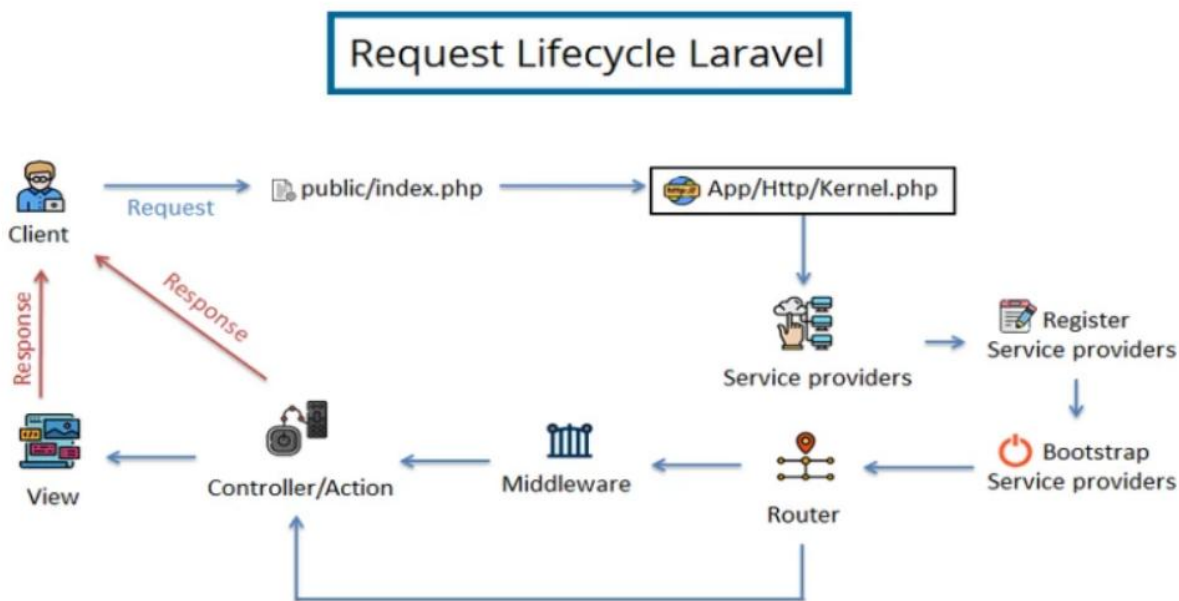 Request Lifecycle Laravel
public/index.php
http://
App/Http/Kernel.php
Request
Client
Response
Response
Register
Service providers
Service providers
Bootstrap
Service providers
Middleware
Controller/Action
View
Router